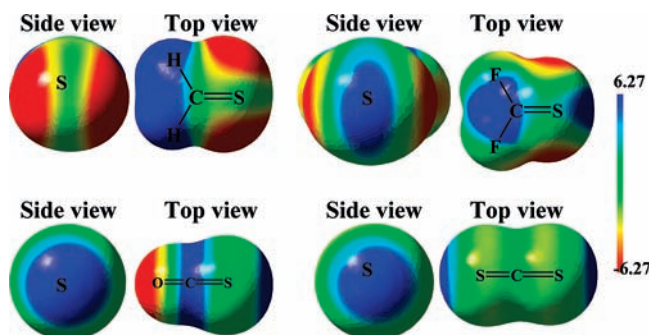 Side view Top view Side view Top view
S H C=S H S F C=S F
6.27
-6.27
Side view Top view Side view Top view
S O=C=S S S=C=S